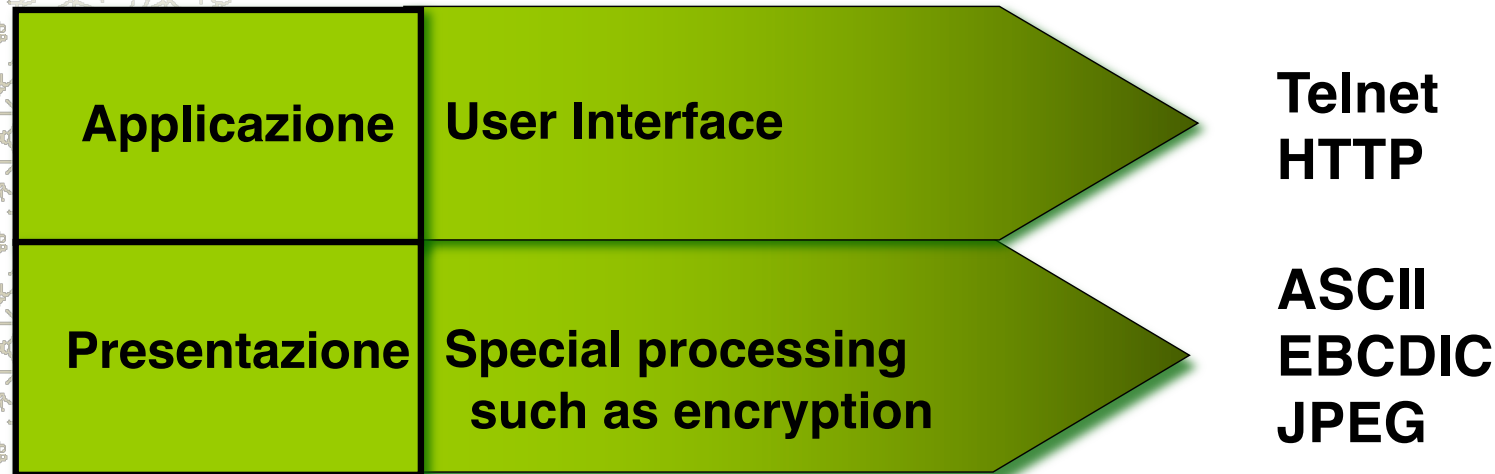 Applicazione
User Interface
Telnet
HTTP
Presentazione
Special processing
such as encryption
ASCII
EBCDIC
JPEG